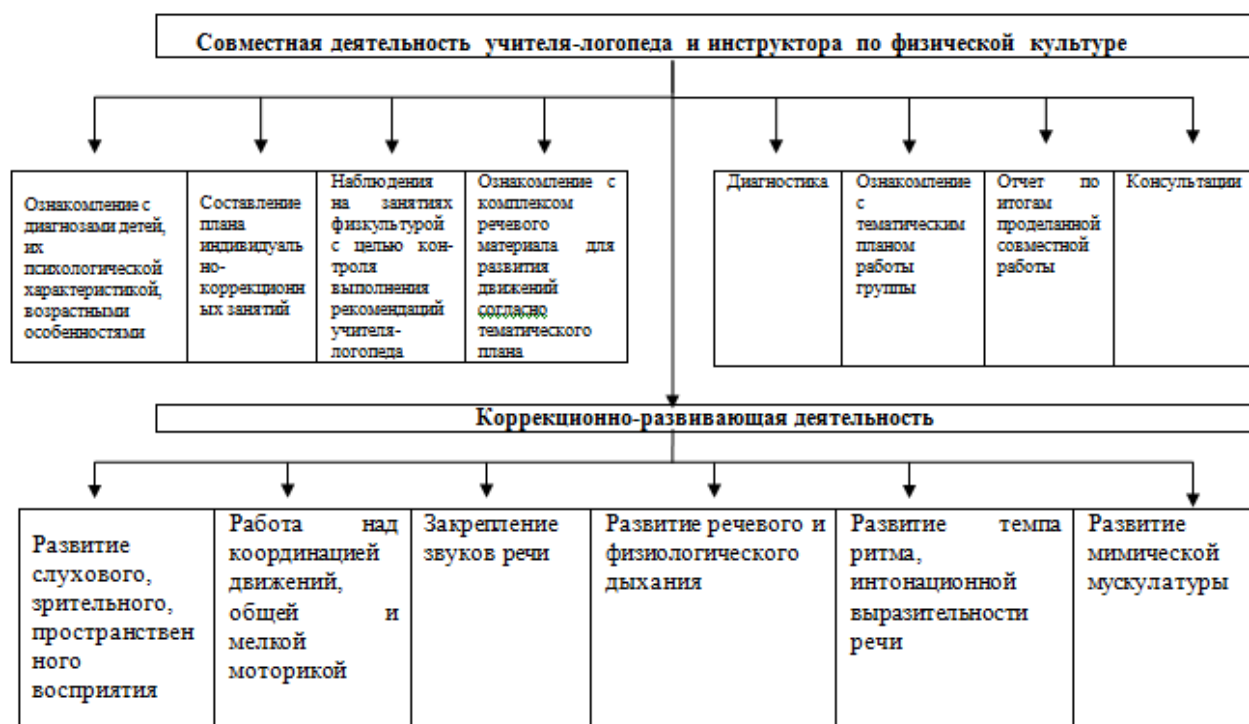 Совместная деятельность учителя-логопеда и инструктора по физической культуре
Ознакомление с
диагнозами детей,
их
психологической
характеристикой,
возрастными
особенностями
Составление
плана
индивидуаль
но-
коррекционн
ых занятий
Наблюдения
на занятиях
физкультурой
с целью кон-
троля
выполнения
рекомендаций
учителя-
логопеда
Ознакомление с
комплексом
речевого
материала для
развития
движений
согласно
тематического
плана
Диагностика
Ознакомление
с
тематическим
планом
работы
группы
Отчет по
итогам
проделанной
совместной
работы
Консультации
Коррекционно-развивающая деятельность
Развитие
слухового,
зрительного,
пространствен
ного
восприятия
Работа над
координацией
движений,
общей и
мелкой
моторикой
Закрепление
звуков речи
Развитие речевого и
физиологического
дыхания
Развитие темпа
ритма,
интонационной
выразительности
речи
Развитие
мимической
мускулатуры